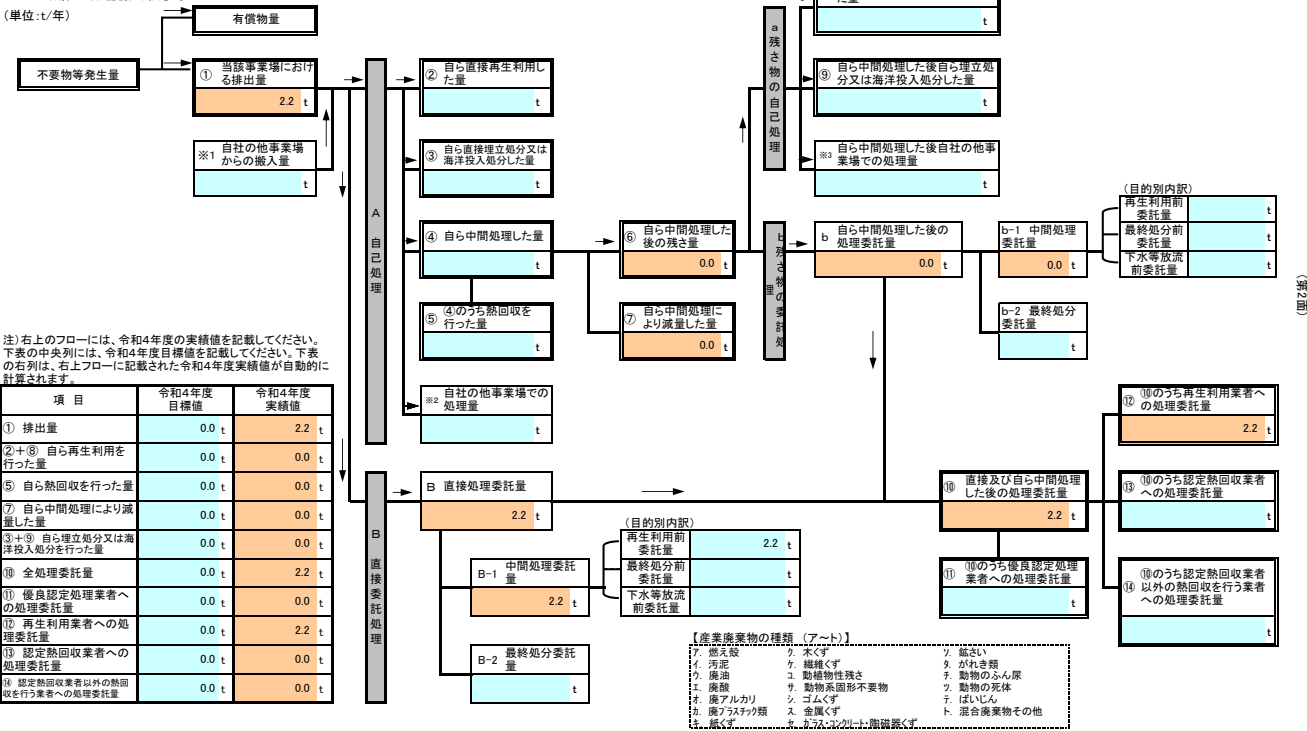 (単位:t/年)
有償物量
不要物等発生量
① 当該事業場におけ
る排出量
2.2 t
※1 自社の他事業場
からの搬入量
t
A 自己処理
② 自ら直接再生利用し
た量
t
③ 自ら直接埋立処分又は
海洋投入処分した量
t
④ 自ら中間処理した量
t
⑤ ④のうち熱回収を
行った量
t
※2 自社の他事業場での
処理量
t
⑥ 自ら中間処理した
後の残さ量
0.0 t
⑦ 自ら中間処理に
より減量した量
0.0 t
a 残さ物の自己処理
t
⑨ 自ら中間処理した後自ら埋立処
分又は海洋投入処分した量
t
※3 自ら中間処理した後自社の他事
業場での処理量
t
b 残さ物の委託処理
b 自ら中間処理した後の
処理委託量
0.0 t
b-1 中間処理
委託量
0.0 t
(目的別内訳)
再生利用前
委託量 t
最終処分前
委託量 t
下水等放流
前委託量 t
b-2 最終処分
委託量
t
(第2面)
注)右上のフローには、令和4年度の実績値を記載してください。
下表の中央列には、令和4年度目標値を記載してください。下表
の右列は、右上フローに記載された令和4年度実績値が自動的に
計算されます。
項 目 令和4年度 目標値 令和4年度 実績値
① 排出量 0.0 t 2.2 t
②+⑧ 自ら再生利用を
行った量 0.0 t 0.0 t
⑤ 自ら熱回収を行った量 0.0 t 0.0 t
⑦ 自ら中間処理により減
量した量 0.0 t 0.0 t
③+⑨ 自ら埋立処分又は海
洋投入処分を行った量 0.0 t 0.0 t
⑩ 全処理委託量 0.0 t 2.2 t
⑪ 優良認定処理業者へ
の処理委託量 0.0 t 0.0 t
⑫ 再生利用業者への処
理委託量 0.0 t 2.2 t
⑬ 認定熱回収業者への
処理委託量 0.0 t 0.0 t
⑭ 認定熱回収業者以外の熱回
収を行う業者への処理委託量 0.0 t 0.0 t
B 直接委託処理
B 直接処理委託量
2.2 t
B-1 中間処理委託
量
2.2 t
(目的別内訳)
再生利用前
委託量 2.2 t
最終処分前
委託量 t
下水等放流
前委託量 t
B-2 最終処分委託
量
t
⑩ 直接及び自ら中間処理
した後の処理委託量
2.2 t
⑪ ⑩のうち優良認定処理
業者への処理委託量
t
⑫ ⑩のうち再生利用業者へ
の処理委託量
2.2 t
⑬ ⑩のうち認定熱回収業者
への処理委託量
t
⑭ ⑩のうち認定熱回収業者
以外の熱回収を行う業者
への処理委託量
t
【産業廃棄物の種類 (ア~ト)】
ア. 燃え殻 ク. 木くず ソ. 鉱さい
イ. 汚泥 ケ. 繊維くず タ. がれき類
ウ. 廃油 コ. 動植物性残さ チ. 動物のふん尿
エ. 廃酸 サ. 動物系固形不要物 ツ. 動物の死体
オ. 廃アルカリ シ. ゴムくず テ. ばいじん
カ. 廃プラスチック類 ス. 金属くず ト. 混合廃棄物その他
キ. 紙くず セ. ガラス・コンクリート・陶磁器くず